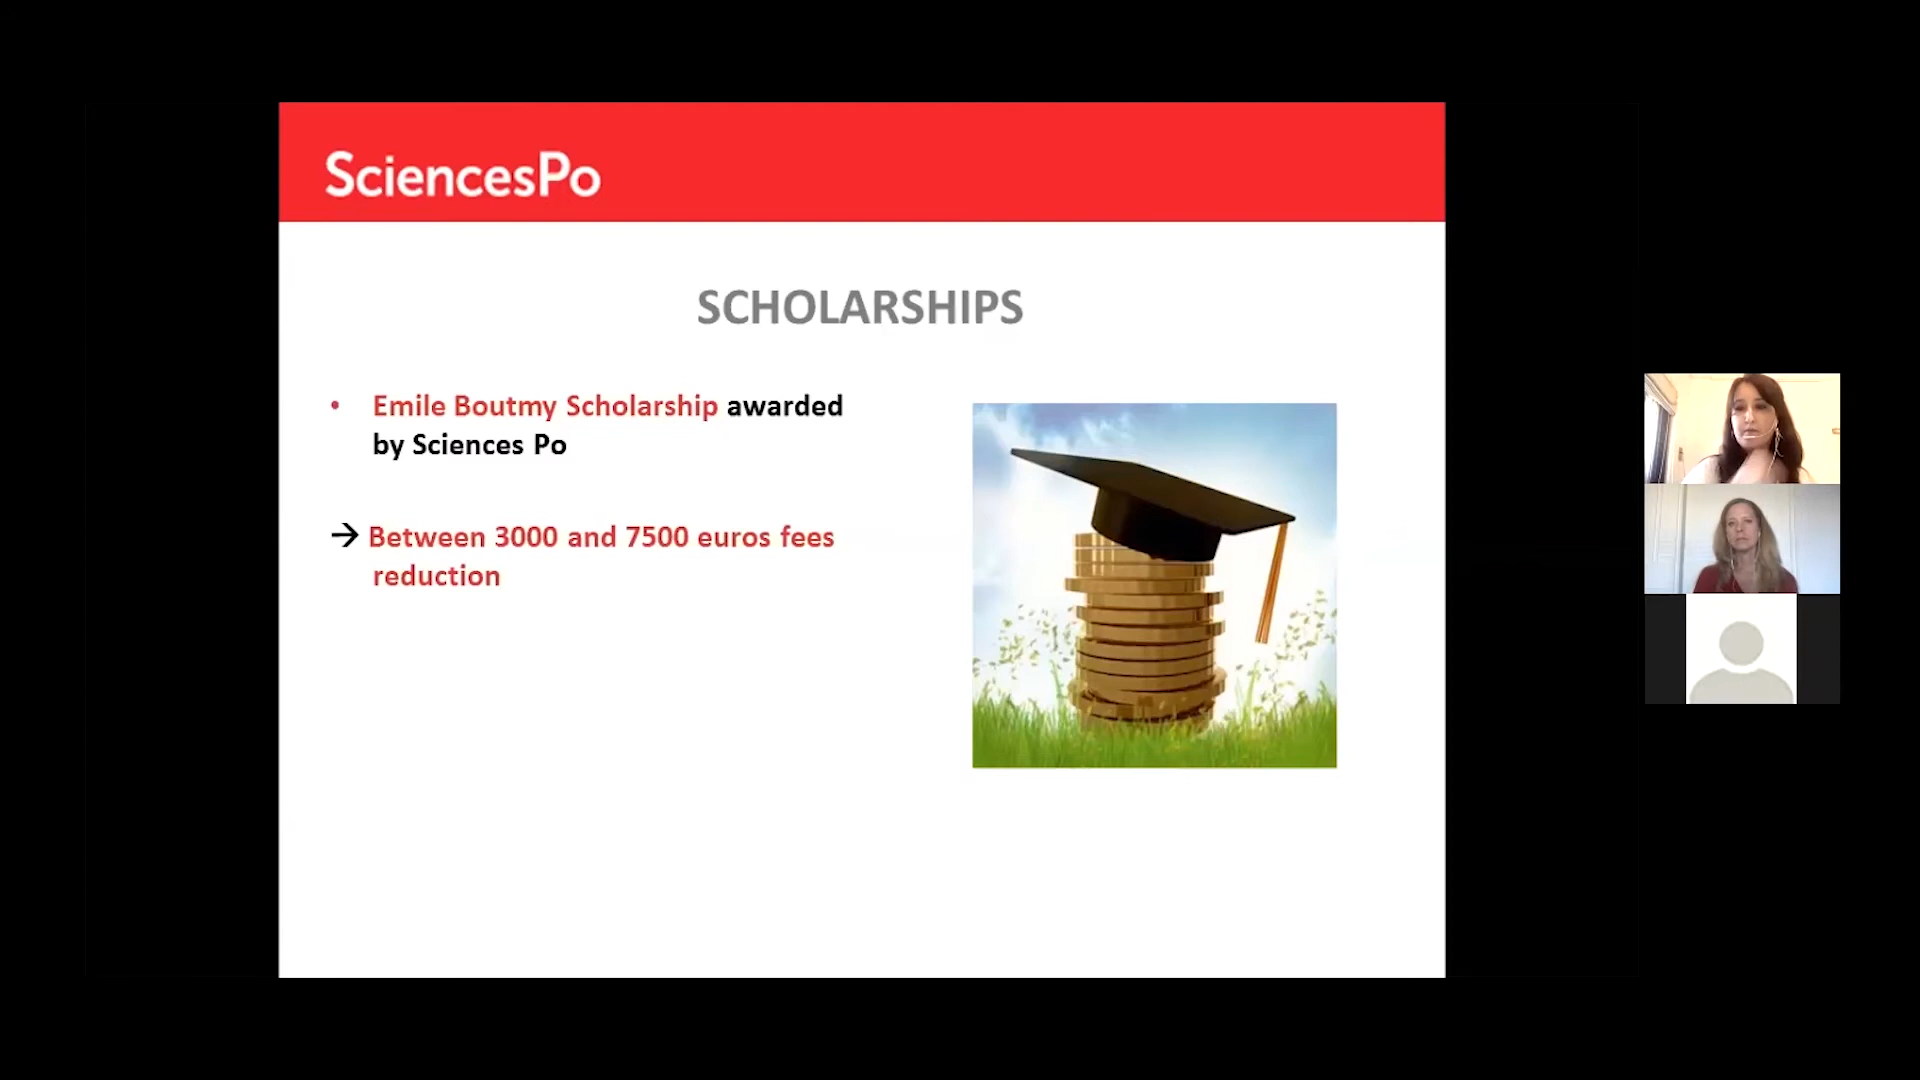 SciencesPo
SCHOLARSHIPS
• Emile Boutmy Scholarship awarded
by Sciences Po
→ Between 3000 and 7500 euros fees
reduction